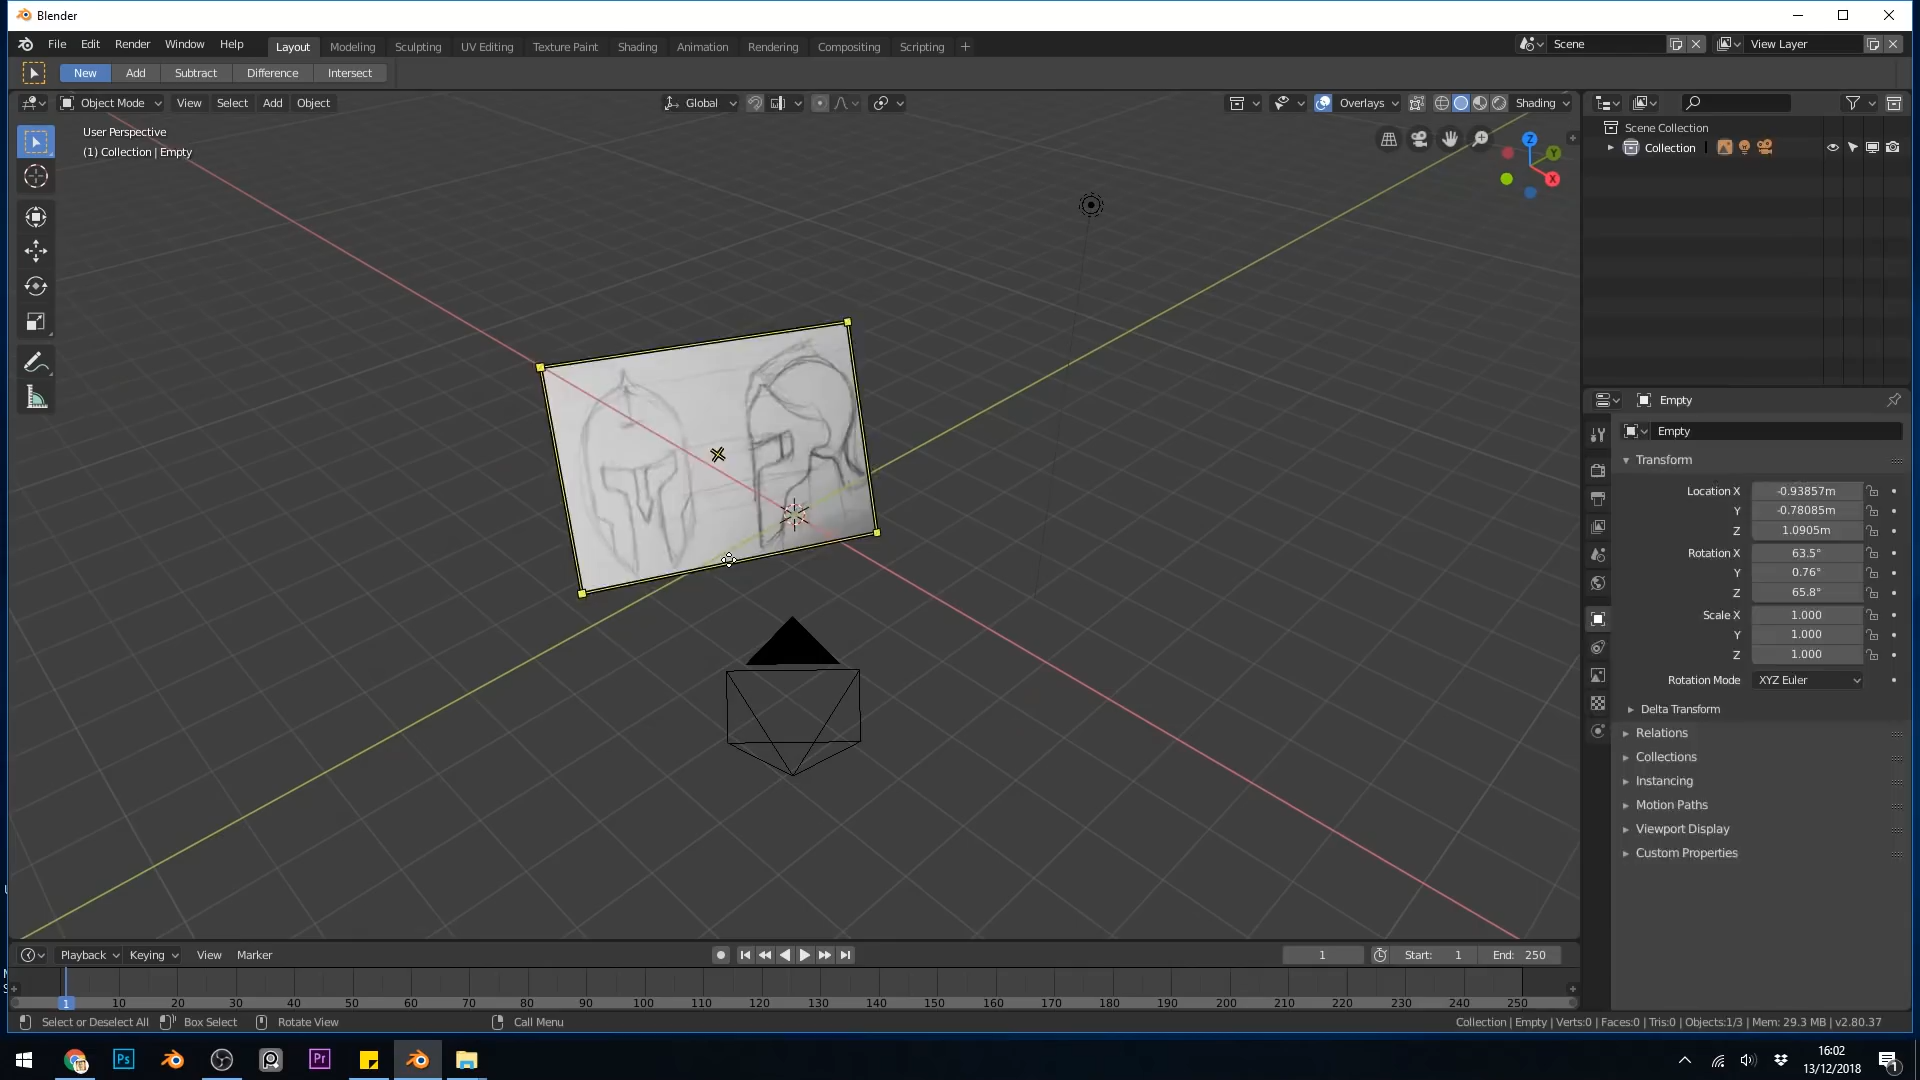 Blender
File Edit Render Window Help Layout Modeling Sculpting UV Editing Texture Paint Shading Animation Rendering Compositing Scripting + Scene View Layer
New Add Subtract Difference Intersect
Object Mode View Select Add Object Global Overlays Shading
User Perspective
(1) Collection | Empty
Z
Y
X
Scene Collection
Collection
Empty
Empty
Transform
Location X -0.93857m
Y -0.78085m
Z 1.0905m
Rotation X 63.5°
Y 0.76°
Z 65.8°
Scale X 1.000
Y 1.000
Z 1.000
Rotation Mode XYZ Euler
Delta Transform
Relations
Collections
Instancing
Motion Paths
Viewport Display
Custom Properties
Playback Keying View Marker 1 Start: 1 End: 250
1 10 20 30 40 50 60 70 80 90 100 110 120 130 140 150 160 170 180 190 200 210 220 230 240 250
Select or Deselect All Box Select Rotate View Call Menu Collection | Empty | Verts:0 | Faces:0 | Tris:0 | Objects:1/3 | Mem: 29.3 MB | v2.80.37
Ps Pr 16:02
13/12/2018 1